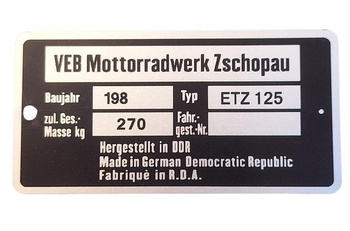 VEB Mottorradwerk Zschopau
Baujahr 198 Typ ETZ 125
zul. Ges.- Masse kg 270 Fahr.- gest.-Nr.
Hergestellt in DDR
Made in German Democratic Republic
Fabriquè in R.D.A.